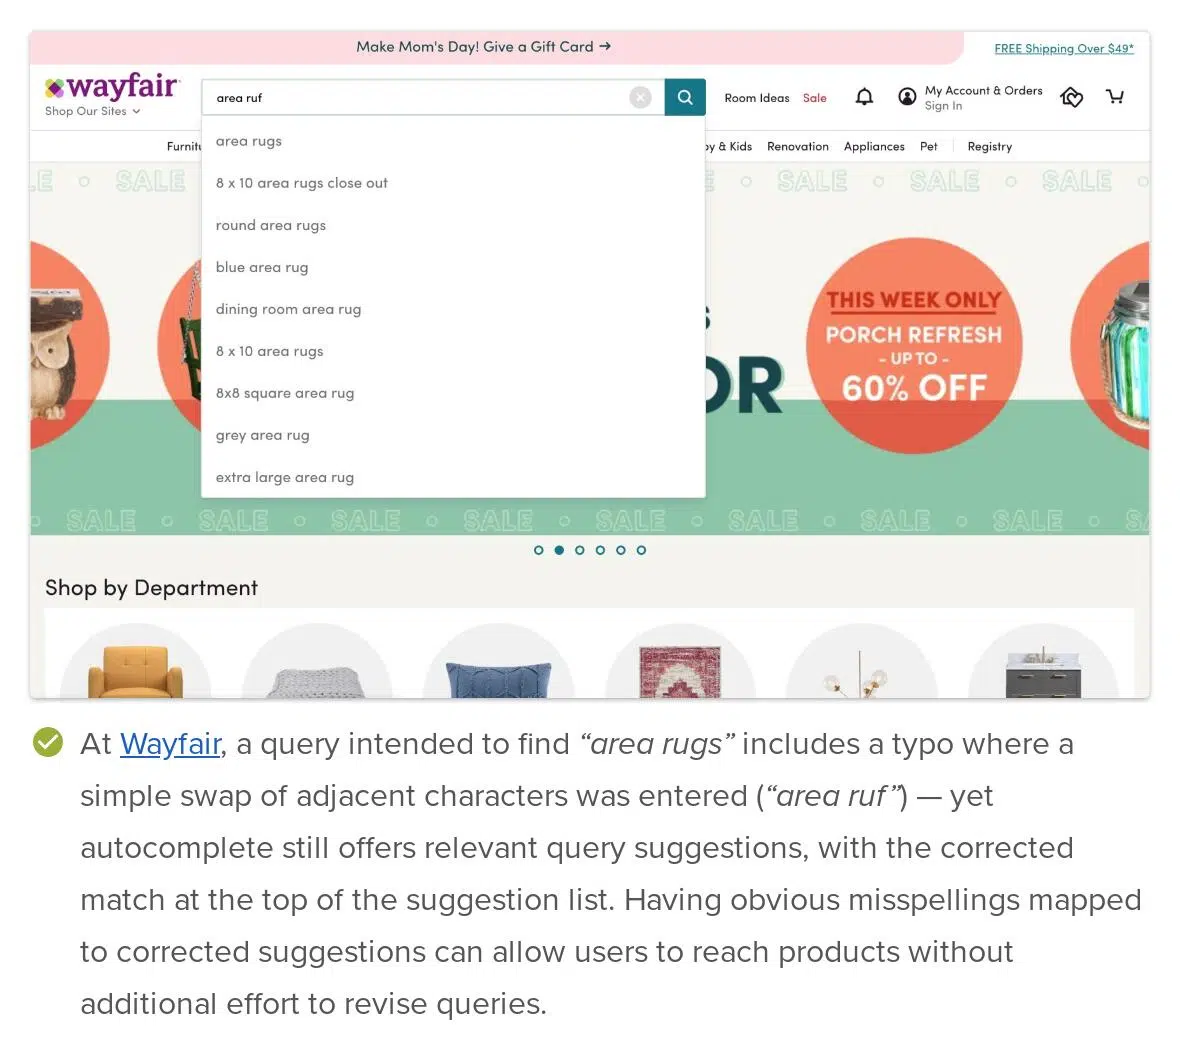 Make Mom's Day! Give a Gift Card →
FREE Shipping Over $49*
wayfair
Shop Our Sites
area ruf
Room Ideas
Sale
My Account & Orders
Sign In
& Kids
Renovation
Appliances
Pet
Registry
area rugs
8 x 10 area rugs close out
round area rugs
blue area rug
dining room area rug
8 x 10 area rugs
8x8 square area rug
grey area rug
extra large area rug
SALE SALE SALE SALE
THIS WEEK ONLY
PORCH REFRESH
- UP TO -
60% OFF
SALE SALE SALE SALE SALE SALE SALE SALE
Shop by Department
At Wayfair, a query intended to find “area rugs” includes a typo where a
simple swap of adjacent characters was entered (“area ruf”) — yet
autocomplete still offers relevant query suggestions, with the corrected
match at the top of the suggestion list. Having obvious misspellings mapped
to corrected suggestions can allow users to reach products without
additional effort to revise queries.